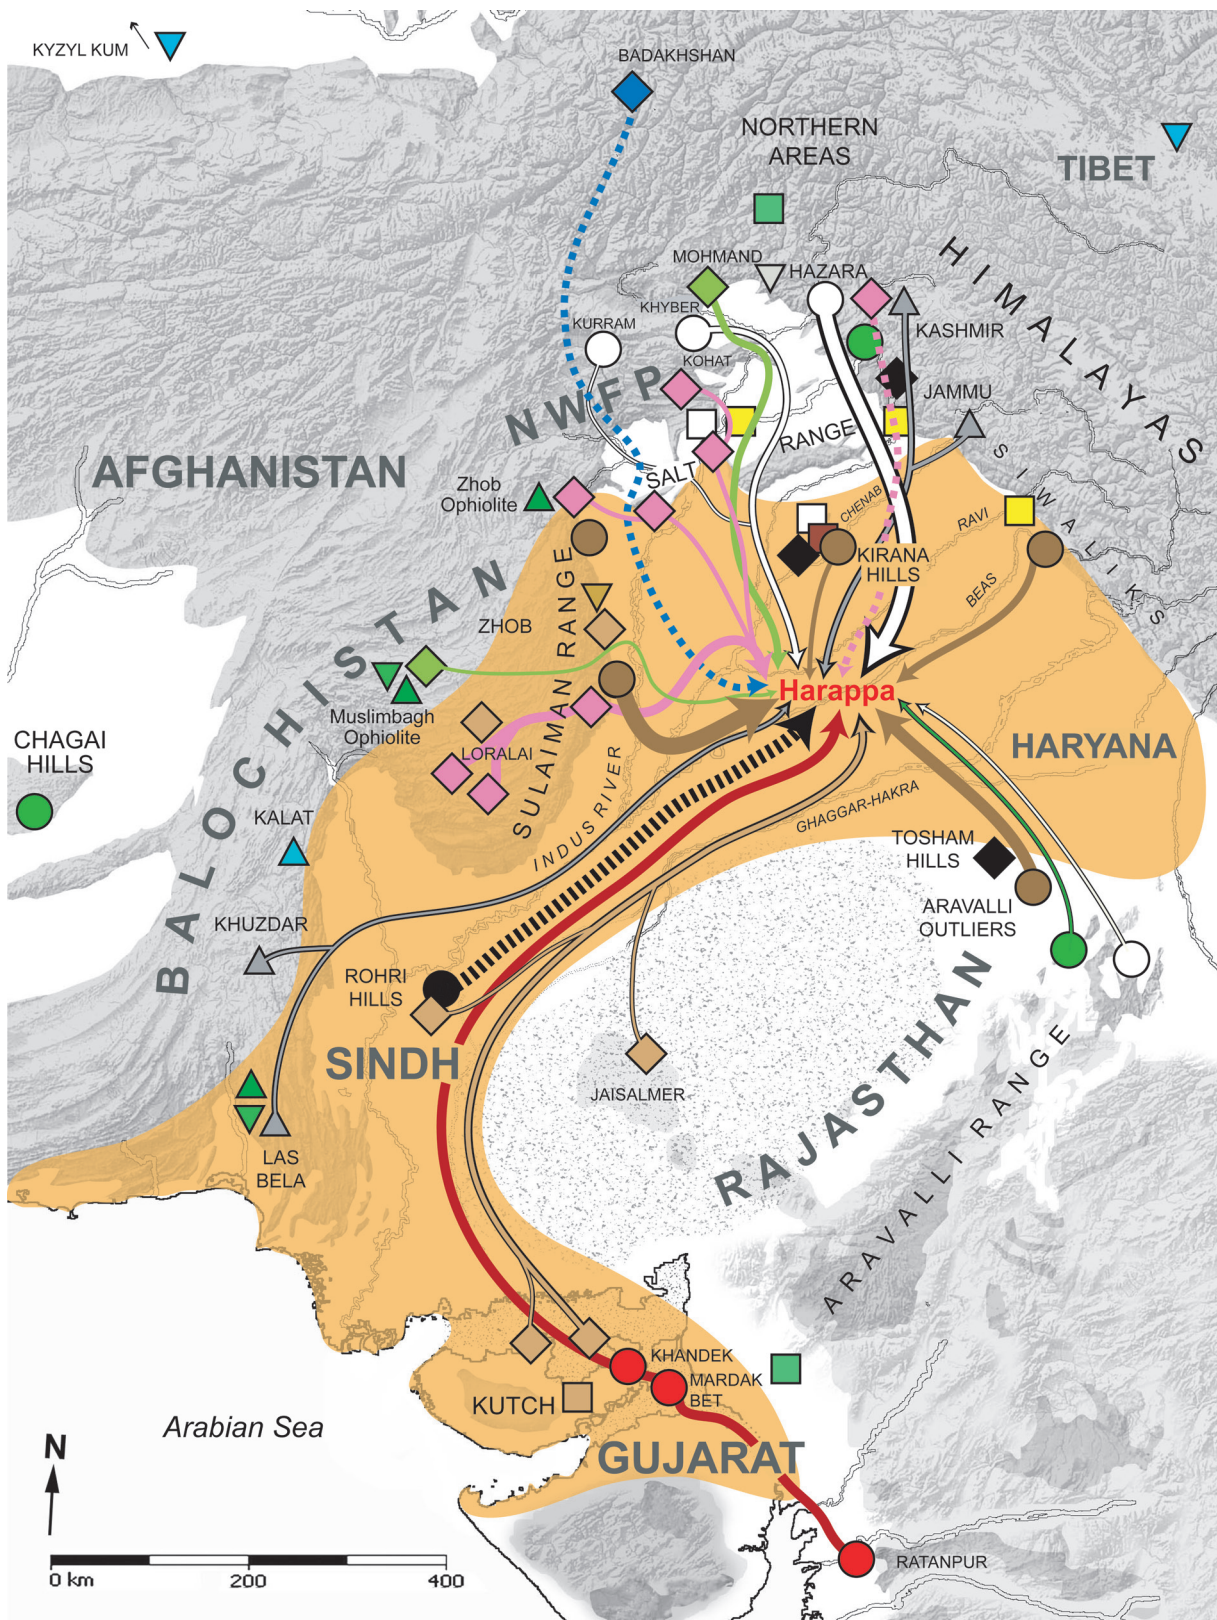 KYZYL KUM
BADAKHSHAN
NORTHERN
AREAS
TIBET
HIMALAYAS
MOHMAND
HAZARA
KHYBER
KURRAM
KOHAT
KASHMIR
JAMMU
NWFP
RANGE
SALT
SIWALIKS
AFGHANISTAN
Zhob
Ophiolite
CHENAB
RAVI
KIRANA
HILLS
BEAS
BALOCHISTAN
ZHOB
SULAIMAN RANGE
Muslimbagh
Ophiolite
Harappa
HARYANA
CHAGAI
HILLS
LORALAI
INDUS RIVER
GHAGGAR-HAKRA
KALAT
TOSHAM
HILLS
ARAVALLI
OUTLIERS
KHUZDAR
ROHRI
HILLS
SINDH
JAISALMER
RAJASTHAN
ARAVALLI RANGE
LAS
BELA
KHANDEK
MARDAK
BET
KUTCH
Arabian Sea
GUJARAT
N
RATANPUR
0 km
200
400